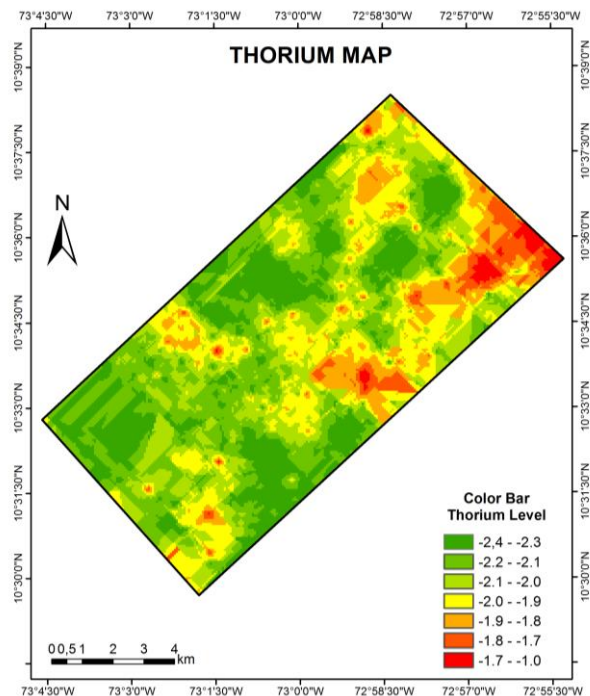 73°4'30"W 73°3'0"W 73°1'30"W 73°0'0"W 72°58'30"W 72°57'0"W 72°55'30"W
THORIUM MAP
10°39'0"N 10°39'0"N
10°37'30"N 10°37'30"N
N
10°36'0"N 10°36'0"N
10°34'30"N 10°34'30"N
10°33'0"N 10°33'0"N
10°31'30"N 10°31'30"N
10°30'0"N 10°30'0"N
Color Bar
Thorium Level
-2,4 - -2.3
-2.2 - -2.1
-2.1 - -2.0
-2.0 - -1.9
-1.9 - -1.8
-1.8 - -1.7
-1.7 - -1.0
0 0,5 1 2 3 4
km
73°4'30"W 73°3'0"W 73°1'30"W 73°0'0"W 72°58'30"W 72°57'0"W 72°55'30"W